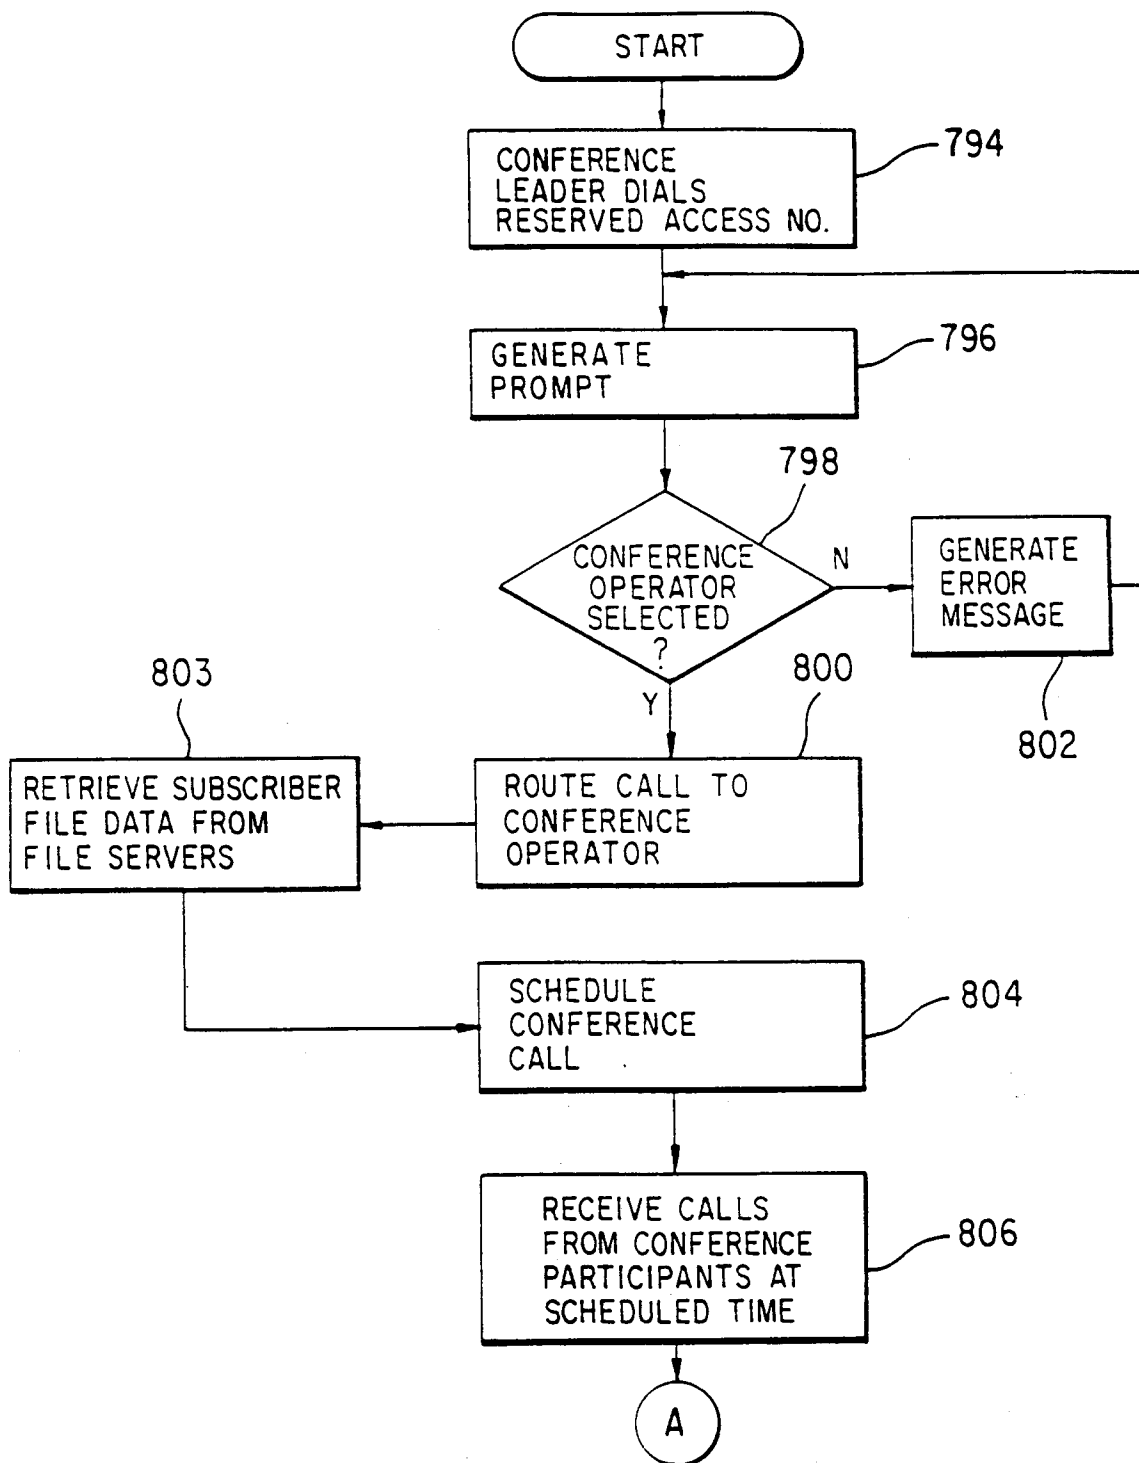 START
CONFERENCE
LEADER DIALS
RESERVED ACCESS NO.
794
GENERATE
PROMPT
796
798
CONFERENCE
OPERATOR
SELECTED
?
N
Y
GENERATE
ERROR
MESSAGE
802
800
ROUTE CALL TO
CONFERENCE
OPERATOR
803
RETRIEVE SUBSCRIBER
FILE DATA FROM
FILE SERVERS
SCHEDULE
CONFERENCE
CALL
804
RECEIVE CALLS
FROM CONFERENCE
PARTICIPANTS AT
SCHEDULED TIME
806
A